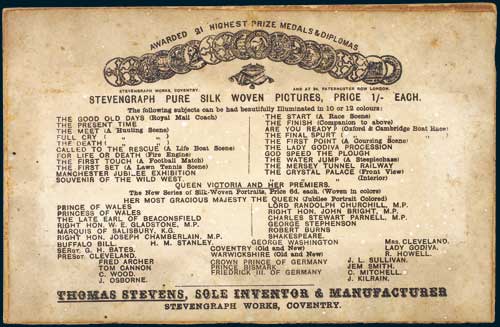 AWARDED 21 HIGHEST PRIZE MEDALS & DIPLOMAS
STEVENGRAPH WORKS, COVENTRY.
AND AT 24, PATERNOSTER ROW LONDON.
STEVENGRAPH PURE SILK WOVEN PICTURES, PRICE 1/- EACH.
The following subjects can be had beautifully Illuminated in 10 or 12 colours:
THE GOOD OLD DAYS (Royal Mail Coach)
THE PRESENT TIME
THE MEET (A Hunting Scene)
FULL CRY ( " )
THE DEATH ( " )
CALLED TO THE RESCUE (A Life Boat Scene)
FOR LIFE OR DEATH (Fire Engine)
THE FIRST TOUCH (A Football Match)
THE FIRST SET (A Lawn Tennis Scene)
MANCHESTER JUBILEE EXHIBITION
SOUVENIR OF THE WILD WEST.
THE START (A Race Scene)
THE FINISH (Companion to above)
ARE YOU READY? (Oxford & Cambridge Boat Race)
THE FINAL SPURT ( " )
THE FIRST POINT (A Coursing Scene)
THE LADY GODIVA PROCESSION
GOD SPEED THE PLOUGH
THE WATER JUMP (A Steeplechase)
THE MERSEY TUNNEL RAILWAY
THE CRYSTAL PALACE (Front View)
" (Interior)
QUEEN VICTORIA AND HER PREMIERS.
The New Series of Silk-Woven Portraits, Price 6d. each. (Woven in colors)
HER MOST GRACIOUS MAJESTY THE QUEEN (Jubilee Portrait Colored)
PRINCE OF WALES
PRINCESS OF WALES
THE LATE EARL OF BEACONSFIELD
RIGHT HON. W. E. GLADSTONE, M.P.
MARQUIS OF SALISBURY, K.G.
RIGHT HON. JOSEPH CHAMBERLAIN, M.P.
LORD RANDOLPH CHURCHILL, M.P.
RIGHT HON. JOHN BRIGHT, M.P.
CHARLES STEWART PARNELL, M.P.
GEORGE STEPHENSON
ROBERT BURNS
SHAKESPEARE.
BUFFALO BILL. H. M. STANLEY. GEORGE WASHINGTON Mrs. CLEVELAND.
SERGT. G. H. BATES. COVENTRY (Old and New) LADY GODIVA.
PRESDT CLEVELAND. WARWICKSHIRE (Old and New) R. HOWELL.
FRED ARCHER CROWN PRINCE OF GERMANY J. L. SULLIVAN.
TOM CANNON PRINCE BISMARCK JEM SMITH.
C. WOOD. FRIEDRICK III. OF GERMANY C. MITCHELL.
J. OSBORNE. J. KILRAIN.
THOMAS STEVENS, SOLE INVENTOR & MANUFACTURER
STEVENGRAPH WORKS, COVENTRY.